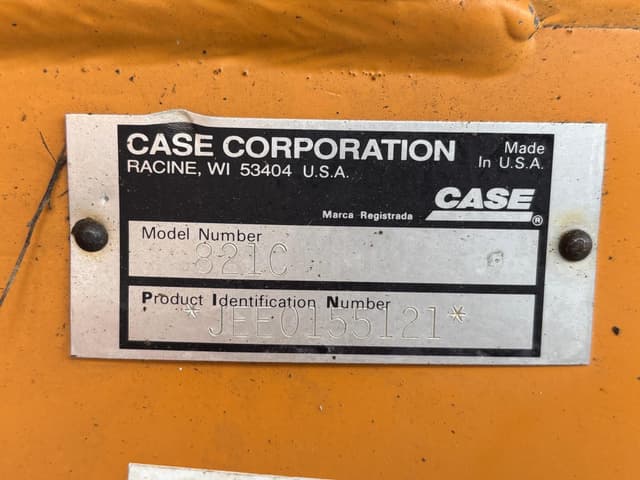 CASE CORPORATION
RACINE, WI 53404 U.S.A.
Made
In U.S.A.
Marca Registrada
CASE®
Model Number
821C
Product Identification Number
*JEE0155121*